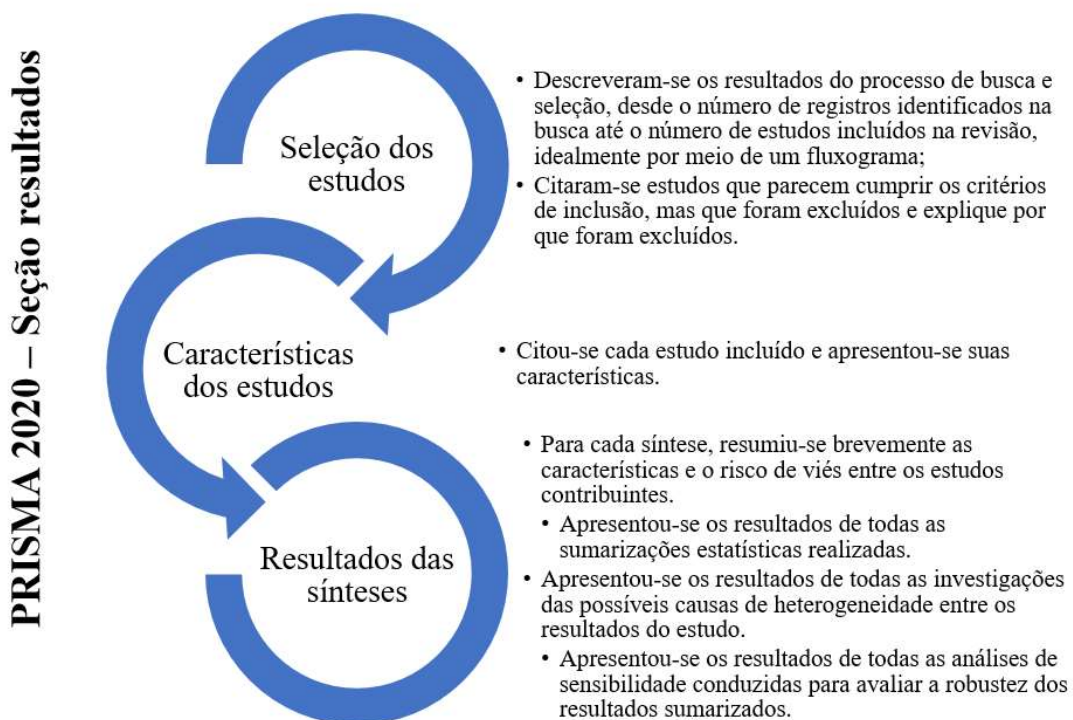 PRISMA 2020 – Seção resultados
Seleção dos
estudos
• Descreveram-se os resultados do processo de busca e
seleção, desde o número de registros identificados na
busca até o número de estudos incluídos na revisão,
idealmente por meio de um fluxograma;
• Citaram-se estudos que parecem cumprir os critérios
de inclusão, mas que foram excluídos e explique por
que foram excluídos.
Características
dos estudos
• Citou-se cada estudo incluído e apresentou-se suas
características.
Resultados das
sínteses
• Para cada síntese, resumiu-se brevemente as
características e o risco de viés entre os estudos
contribuintes.
• Apresentou-se os resultados de todas as
sumarizações estatísticas realizadas.
• Apresentou-se os resultados de todas as investigações
das possíveis causas de heterogeneidade entre os
resultados do estudo.
• Apresentou-se os resultados de todas as análises de
sensibilidade conduzidas para avaliar a robustez dos
resultados sumarizados.